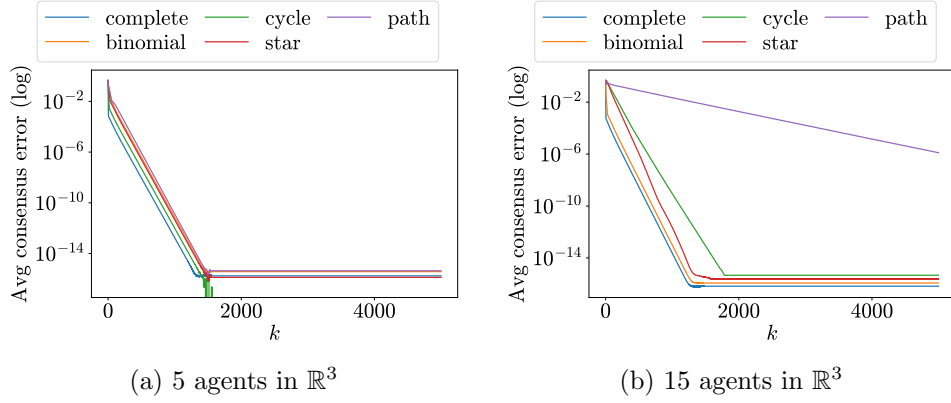 complete cycle path
binomial star
Avg consensus error (log)
10⁻²
10⁻⁶
10⁻¹⁰
10⁻¹⁴
0 2000 4000
k
(a) 5 agents in ℝ³
complete cycle path
binomial star
Avg consensus error (log)
10⁻²
10⁻⁶
10⁻¹⁰
10⁻¹⁴
0 2000 4000
k
(b) 15 agents in ℝ³